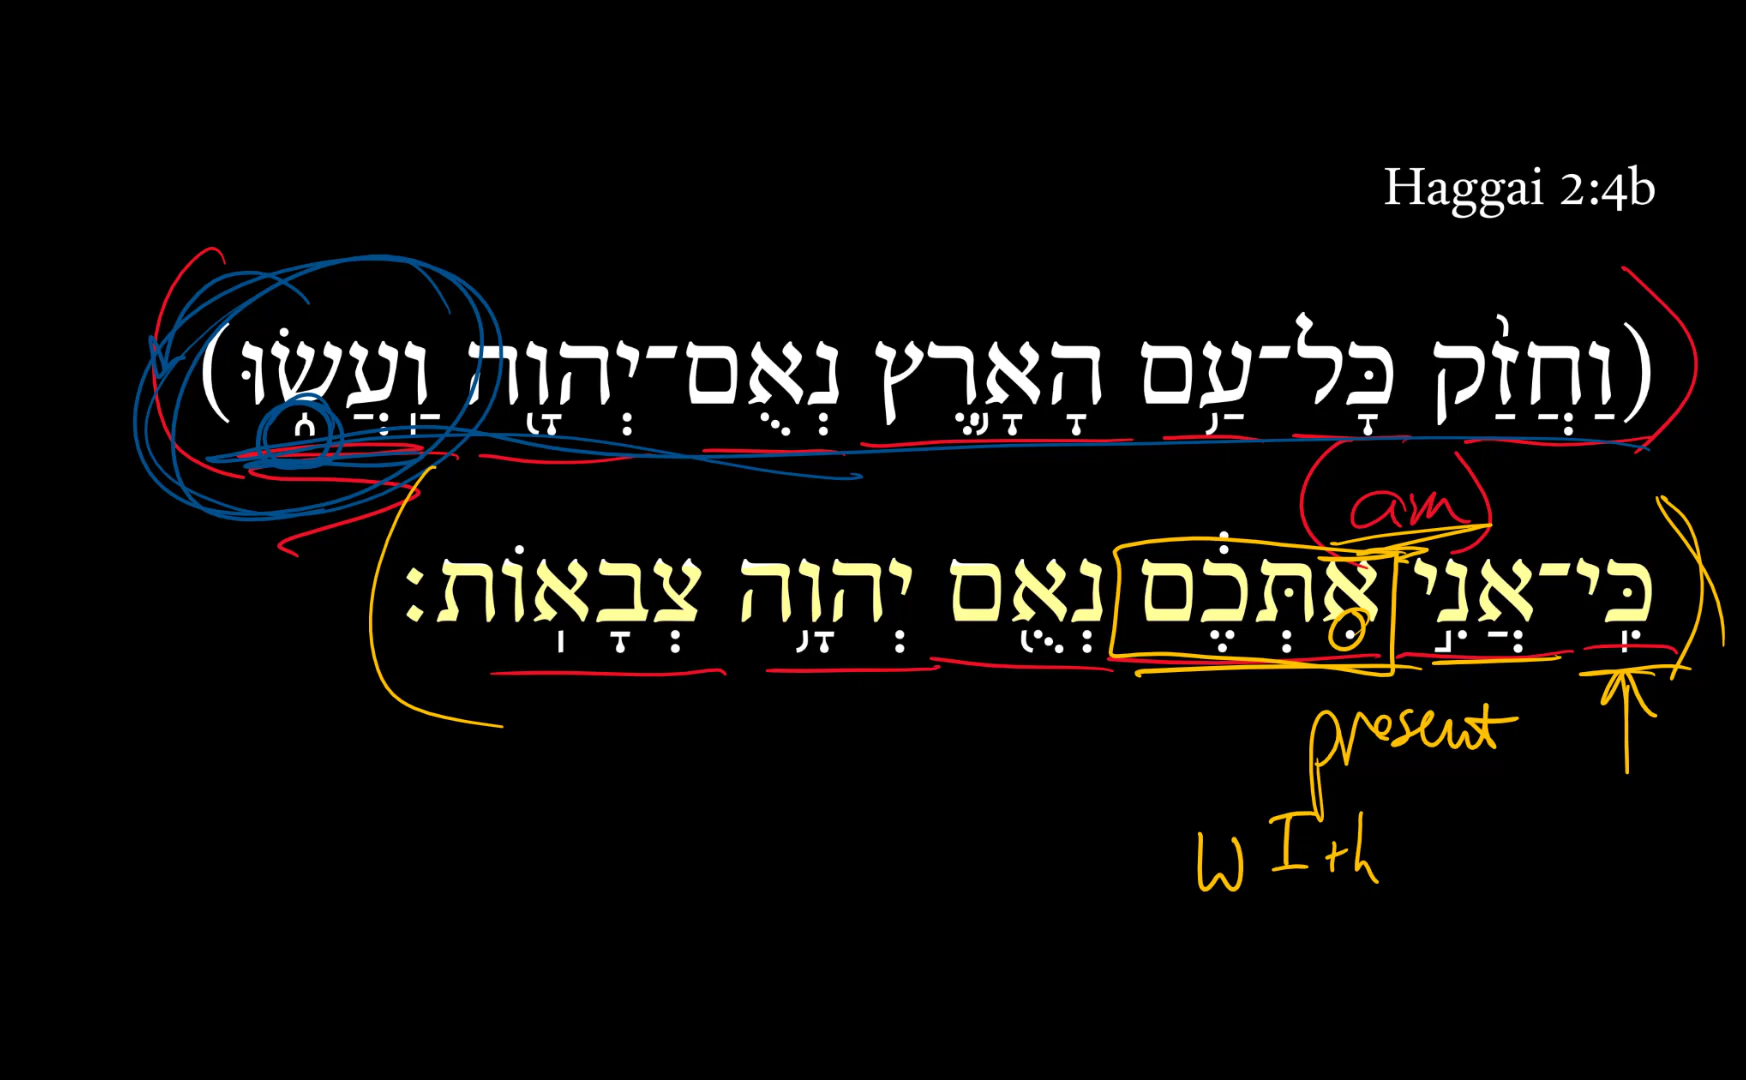 Haggai 2:4b
(וַחֲזַ֨ק כָּל־עַ֥ם הָאָ֛רֶץ נְאֻם־יְהוָ֖ה וַֽעֲשׂ֑וּ)
am
כִּֽי־אֲנִ֣י אִתְּכֶ֔ם נְאֻ֖ם יְהוָ֥ה צְבָאֽוֹת׃
present
wIth